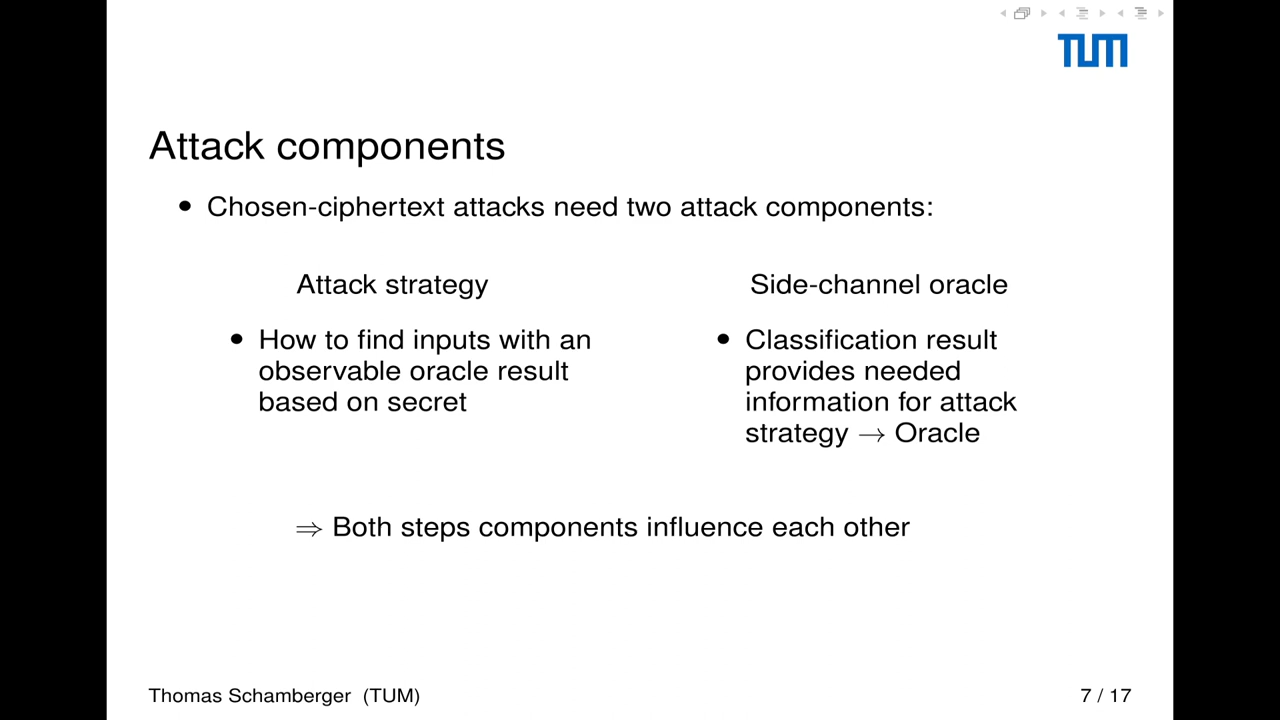 TUM
Attack components
• Chosen-ciphertext attacks need two attack components:
Attack strategy
• How to find inputs with an
observable oracle result
based on secret
Side-channel oracle
• Classification result
provides needed
information for attack
strategy → Oracle
⇒ Both steps components influence each other
Thomas Schamberger (TUM)
7 / 17